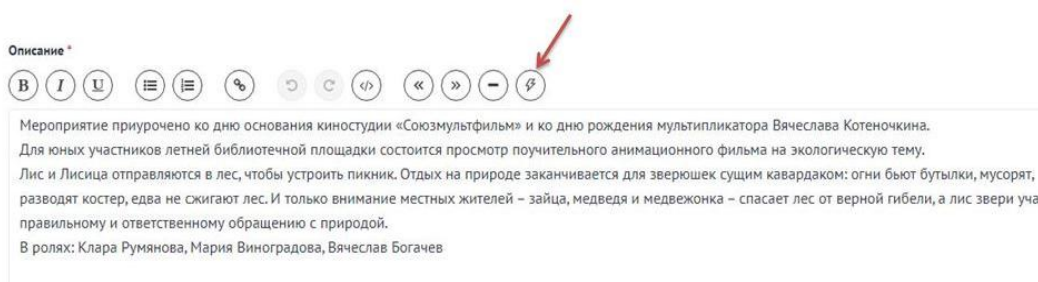 Описание *
B I U </> « » –
Мероприятие приурочено ко дню основания киностудии «Союзмультфильм» и ко дню рождения мультипликатора Вячеслава Котеночкина.
Для юных участников летней библиотечной площадки состоится просмотр поучительного анимационного фильма на экологическую тему.
Лис и Лисица отправляются в лес, чтобы устроить пикник. Отдых на природе заканчивается для зверюшек сущим кавардаком: огни бьют бутылки, мусорят,
разводят костер, едва не сжигают лес. И только внимание местных жителей – зайца, медведя и медвежонка – спасает лес от верной гибели, а лис звери уча
правильному и ответственному обращению с природой.
В ролях: Клара Румянова, Мария Виноградова, Вячеслав Богачев